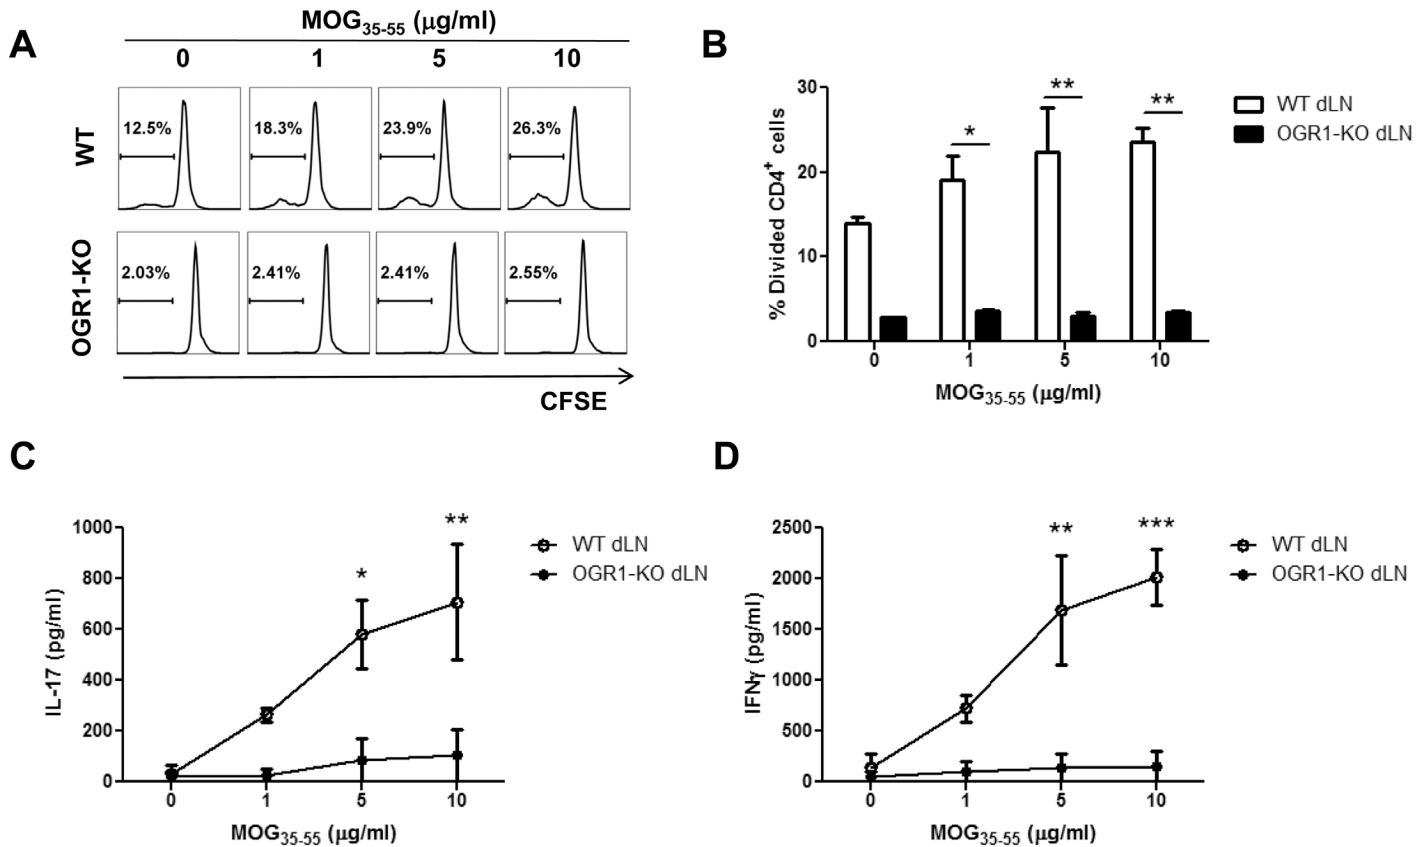 A
MOG35-55 (μg/ml)
0 1 5 10
WT
12.5% 18.3% 23.9% 26.3%
OGR1-KO
2.03% 2.41% 2.41% 2.55%
CFSE
B
% Divided CD4+ cells
30
20
10
0
* ** **
0 1 5 10
MOG35-55 (μg/ml)
WT dLN
OGR1-KO dLN
C
IL-17 (pg/ml)
1000
800
600
400
200
0
* **
0 1 5 10
MOG35-55 (μg/ml)
WT dLN
OGR1-KO dLN
D
IFNγ (pg/ml)
2500
2000
1500
1000
500
0
** ***
0 1 5 10
MOG35-55 (μg/ml)
WT dLN
OGR1-KO dLN